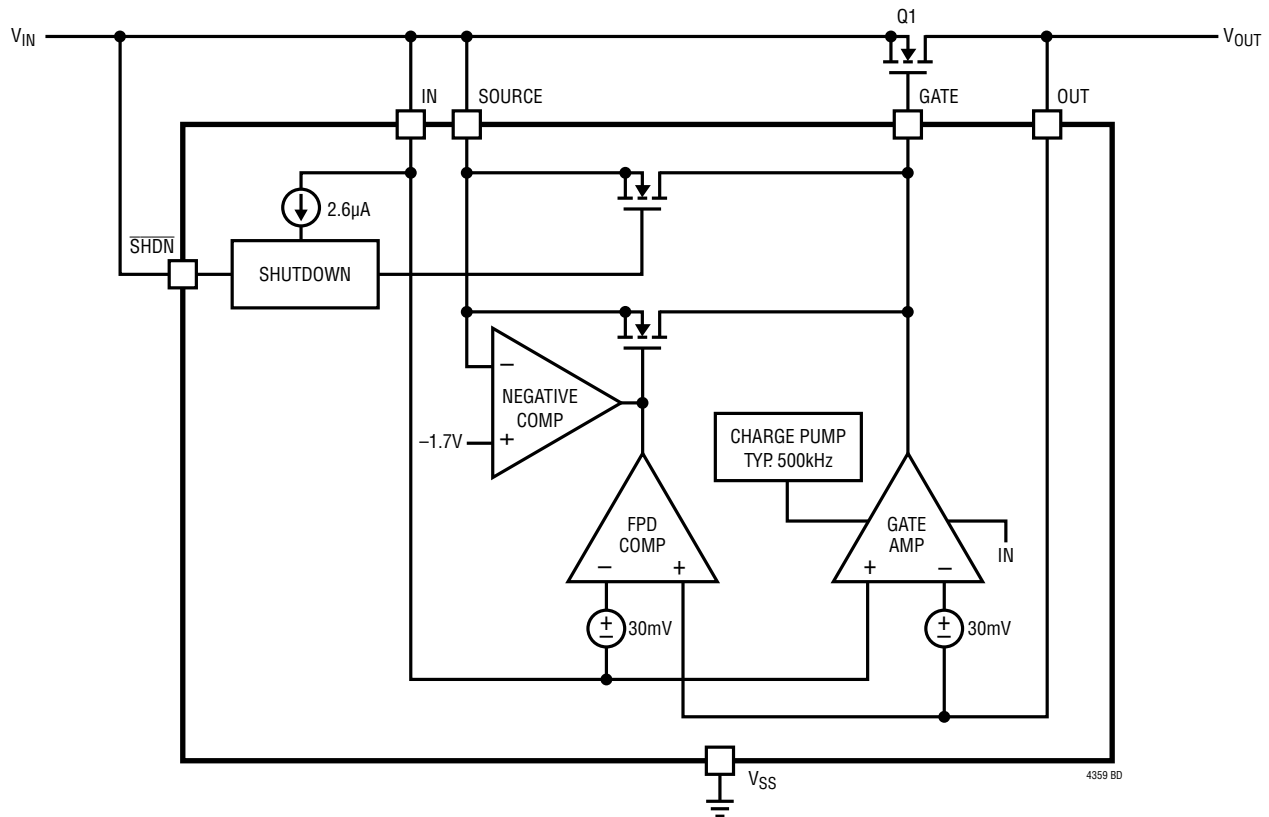 Q1
VIN
VOUT
IN
SOURCE
GATE
OUT
2.6µA
SHDN
SHUTDOWN
−
NEGATIVE
COMP
–1.7V
+
CHARGE PUMP
TYP. 500kHz
FPD
COMP
− +
GATE
AMP
+ −
IN
+
−
30mV
+
−
30mV
VSS
4359 BD